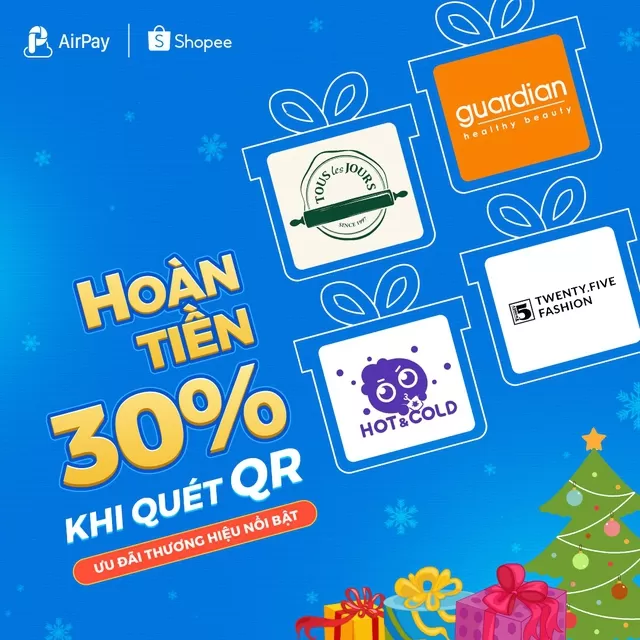 AirPay
Shopee
guardian
healthy beauty
TOUS les JOURS
SINCE 1997
TWENTY.FIVE
FASHION
HOT & COLD
HOÀN
TIỀN
30%
KHI QUÉT QR
ƯU ĐÃI THƯƠNG HIỆU NỔI BẬT